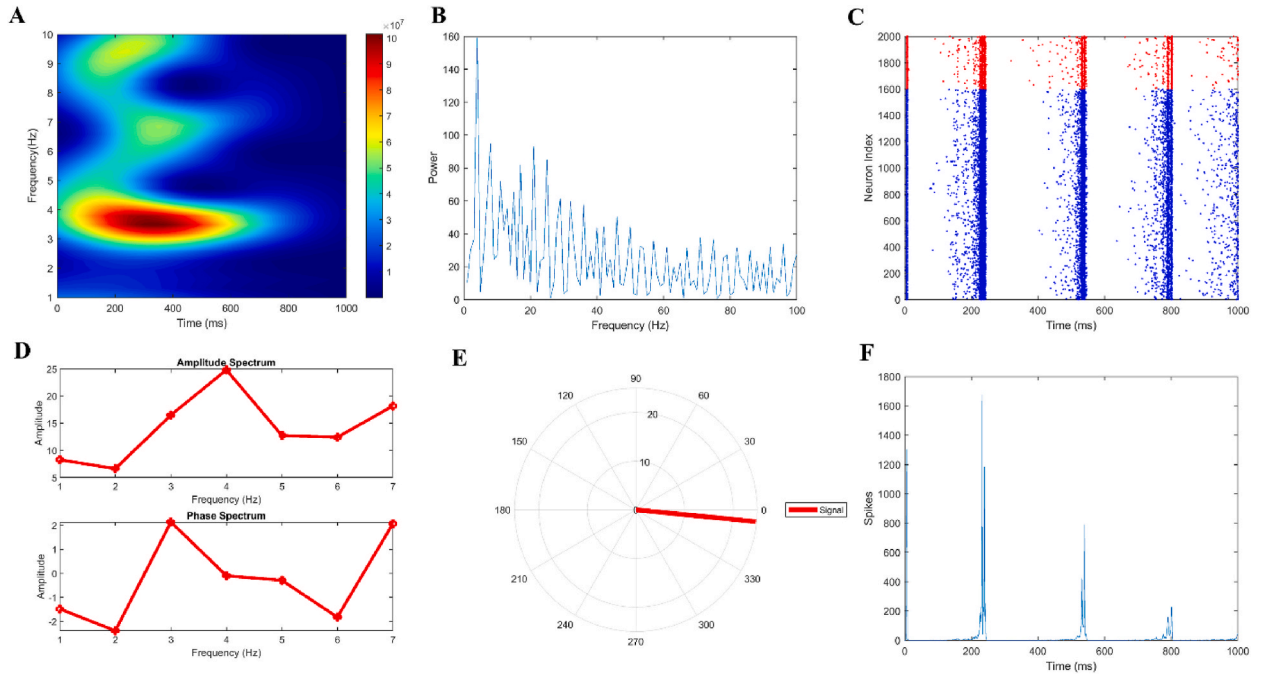 A
×10^7
10
9
8
7
6
5
4
3
2
1
Frequency(Hz)
0 200 400 600 800 1000
Time (ms)
10
9
8
7
6
5
4
3
2
1
B
160
140
120
100
80
60
40
20
0
Power
0 20 40 60 80 100
Frequency (Hz)
C
2000
1800
1600
1400
1200
1000
800
600
400
200
0
Neuron Index
0 200 400 600 800 1000
Time (ms)
D
Amplitude Spectrum
25
20
15
10
5
Amplitude
1 2 3 4 5 6 7
Frequency (Hz)
Phase Spectrum
2
1
0
-1
-2
Amplitude
1 2 3 4 5 6 7
Frequency (Hz)
E
90
120 60
20
150 30
10
180 0 0
Signal
210 330
240 300
270
F
1800
1600
1400
1200
1000
800
600
400
200
0
Spikes
0 200 400 600 800 1000
Time (ms)